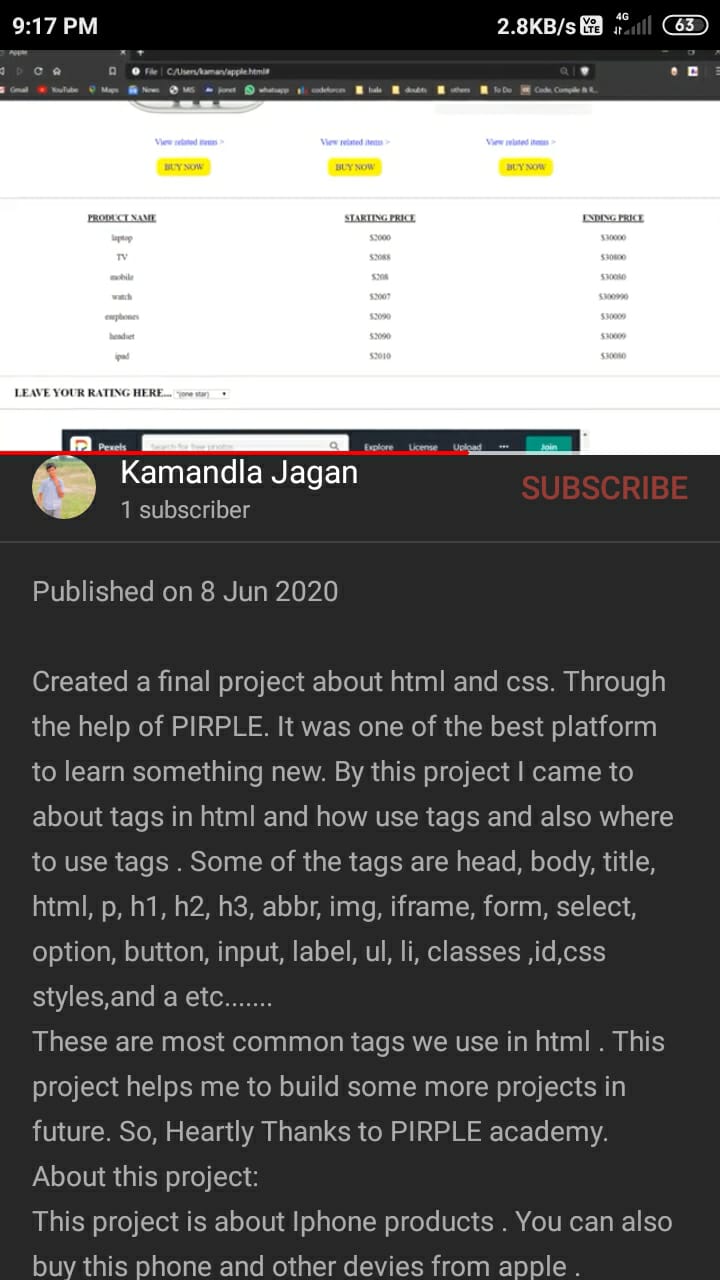 9:17 PM 2.8KB/s Vo LTE 4G 63
Apple
File C:/Users/kaman/apple.html#
Gmail YouTube Maps News MIS jionet whatsapp codeforces bala doubts others To Do Code, Compile & R...
View related items > View related items > View related items >
BUY NOW BUY NOW BUY NOW
PRODUCT NAME STARTING PRICE ENDING PRICE
laptop $2000 $30000
TV $2088 $30800
mobile $208 $30080
watch $2007 $300990
earphones $2090 $30009
headset $2090 $30009
ipad $2010 $30080
LEAVE YOUR RATING HERE... *(one star)
Pexels Search for free photos Explore License Upload ... Join
Kamandla Jagan
1 subscriber
SUBSCRIBE
Published on 8 Jun 2020
Created a final project about html and css. Through
the help of PIRPLE. It was one of the best platform
to learn something new. By this project I came to
about tags in html and how use tags and also where
to use tags . Some of the tags are head, body, title,
html, p, h1, h2, h3, abbr, img, iframe, form, select,
option, button, input, label, ul, li, classes ,id,css
styles,and a etc.......
These are most common tags we use in html . This
project helps me to build some more projects in
future. So, Heartly Thanks to PIRPLE academy.
About this project:
This project is about Iphone products . You can also
buy this phone and other devies from apple .